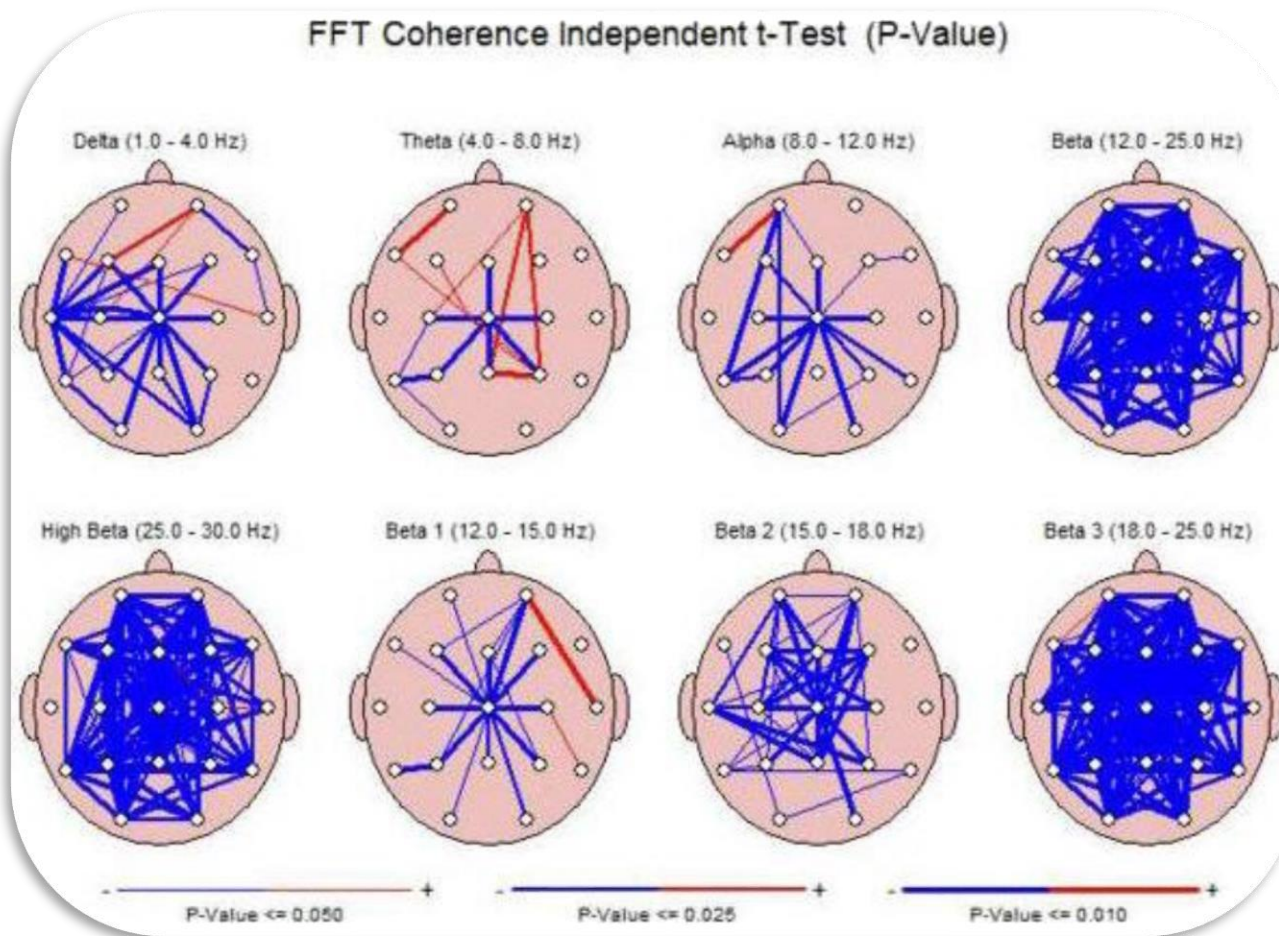 FFT Coherence Independent t-Test (P-Value)
Delta (1.0 - 4.0 Hz)
Theta (4.0 - 8.0 Hz)
Alpha (8.0 - 12.0 Hz)
Beta (12.0 - 25.0 Hz)
High Beta (25.0 - 30.0 Hz)
Beta 1 (12.0 - 15.0 Hz)
Beta 2 (15.0 - 18.0 Hz)
Beta 3 (18.0 - 25.0 Hz)
- +
P-Value <= 0.050
- +
P-Value <= 0.025
- +
P-Value <= 0.010